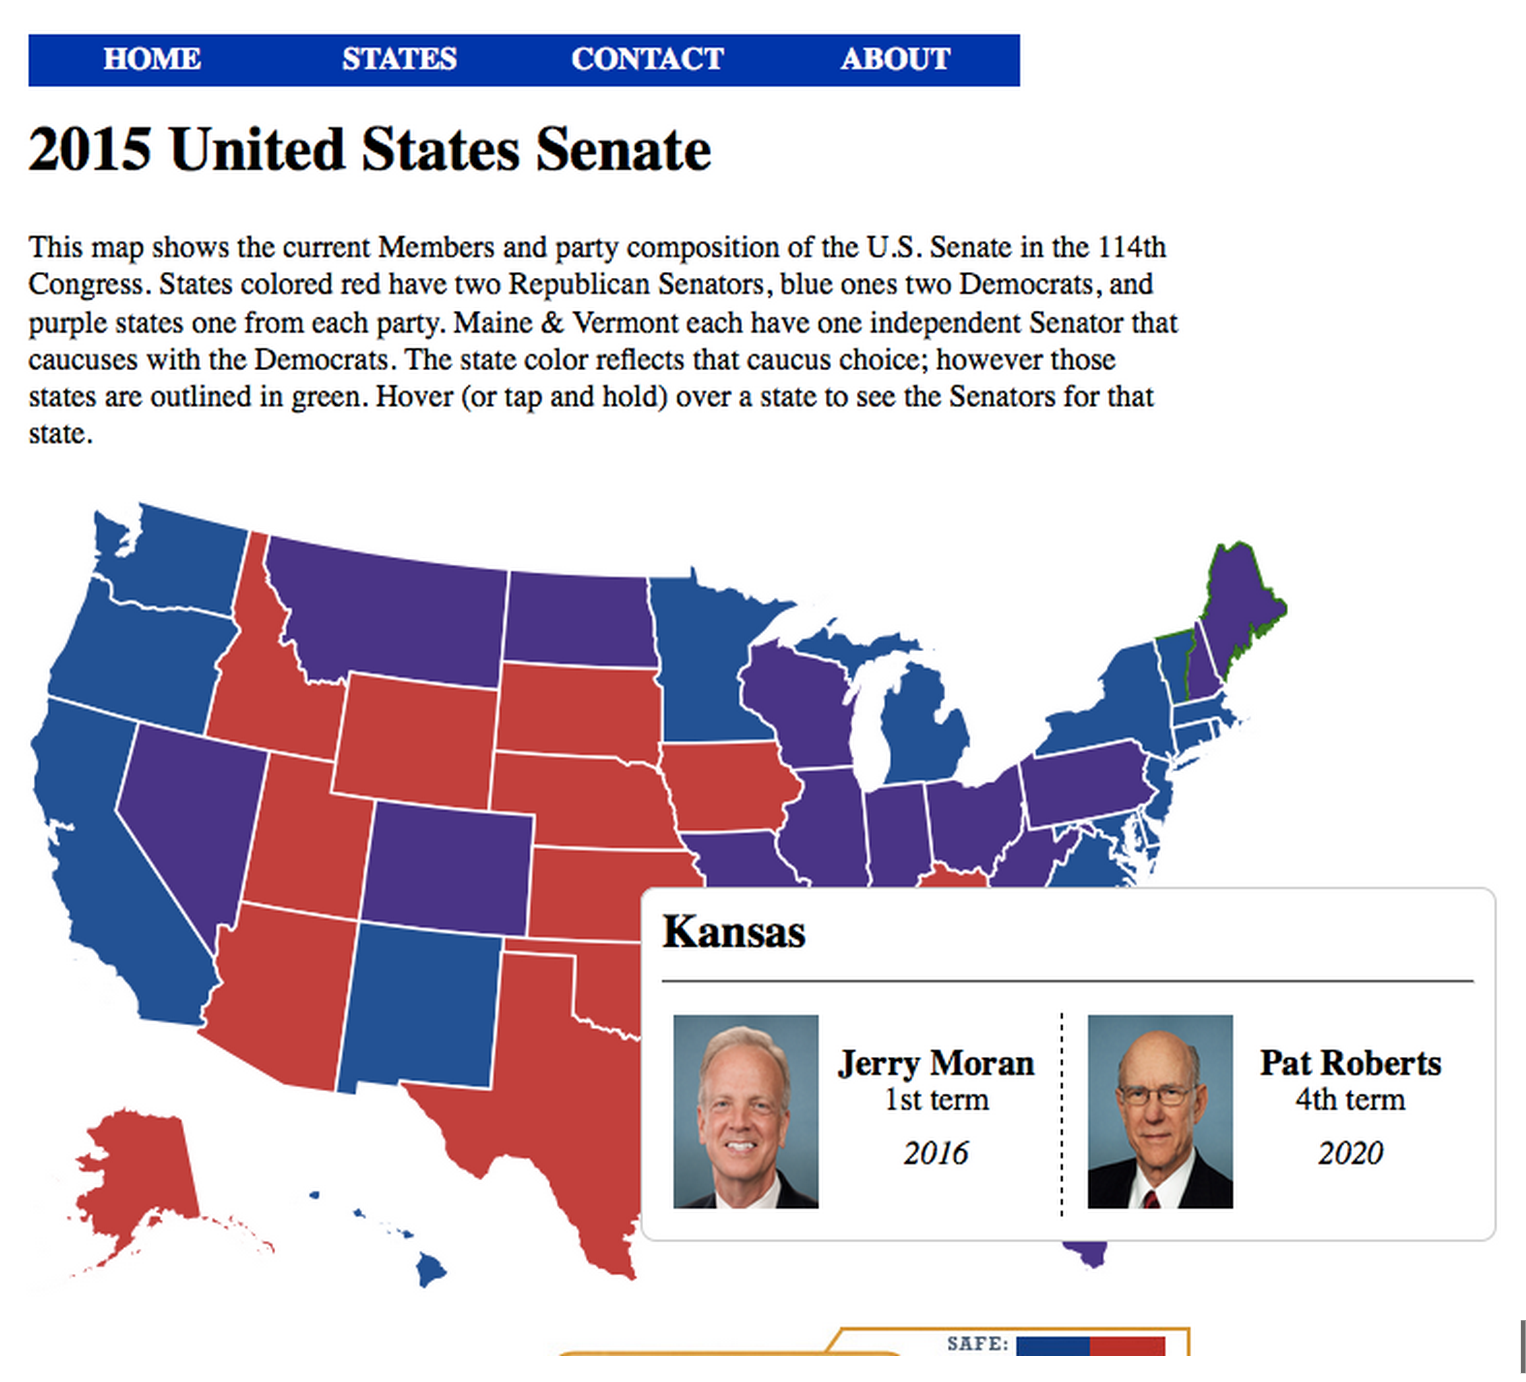 HOME STATES CONTACT ABOUT
2015 United States Senate
This map shows the current Members and party composition of the U.S. Senate in the 114th
Congress. States colored red have two Republican Senators, blue ones two Democrats, and
purple states one from each party. Maine & Vermont each have one independent Senator that
caucuses with the Democrats. The state color reflects that caucus choice; however those
states are outlined in green. Hover (or tap and hold) over a state to see the Senators for that
state.
Kansas
Jerry Moran
1st term
2016
Pat Roberts
4th term
2020
SAFE: